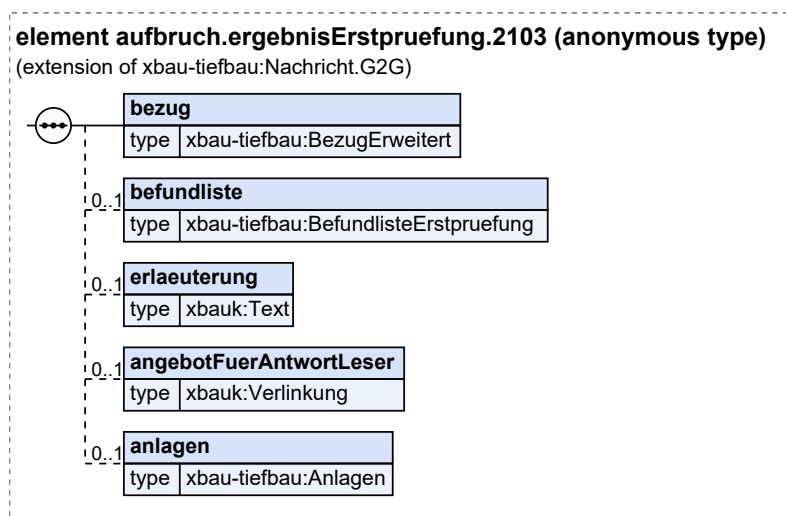 element aufbruch.ergebnisErstpruefung.2103 (anonymous type)
(extension of xbau-tiefbau:Nachricht.G2G)
bezug
type xbau-tiefbau:BezugErweitert
0..1 befundliste
type xbau-tiefbau:BefundlisteErstpruefung
0..1 erlaeuterung
type xbauk:Text
0..1 angebotFuerAntwortLeser
type xbauk:Verlinkung
0..1 anlagen
type xbau-tiefbau:Anlagen